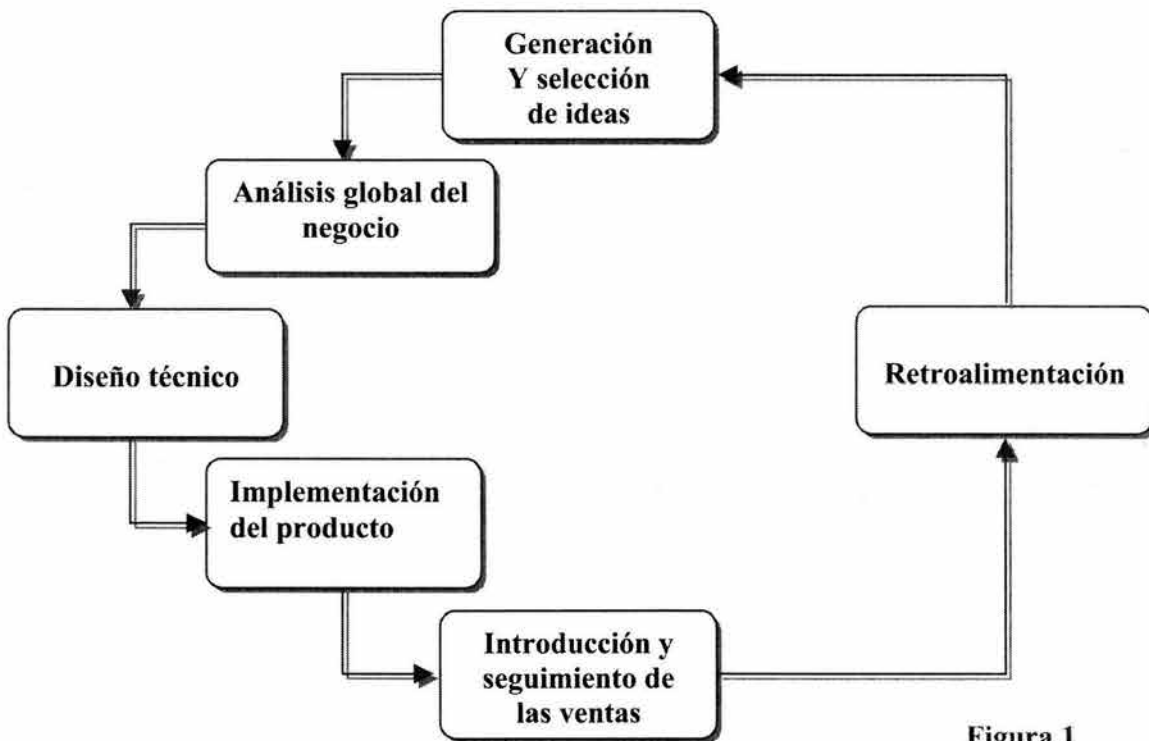 Generación
Y selección
de ideas
Análisis global del
negocio
Diseño técnico
Retroalimentación
Implementación
del producto
Introducción y
seguimiento de
las ventas
Figura 1